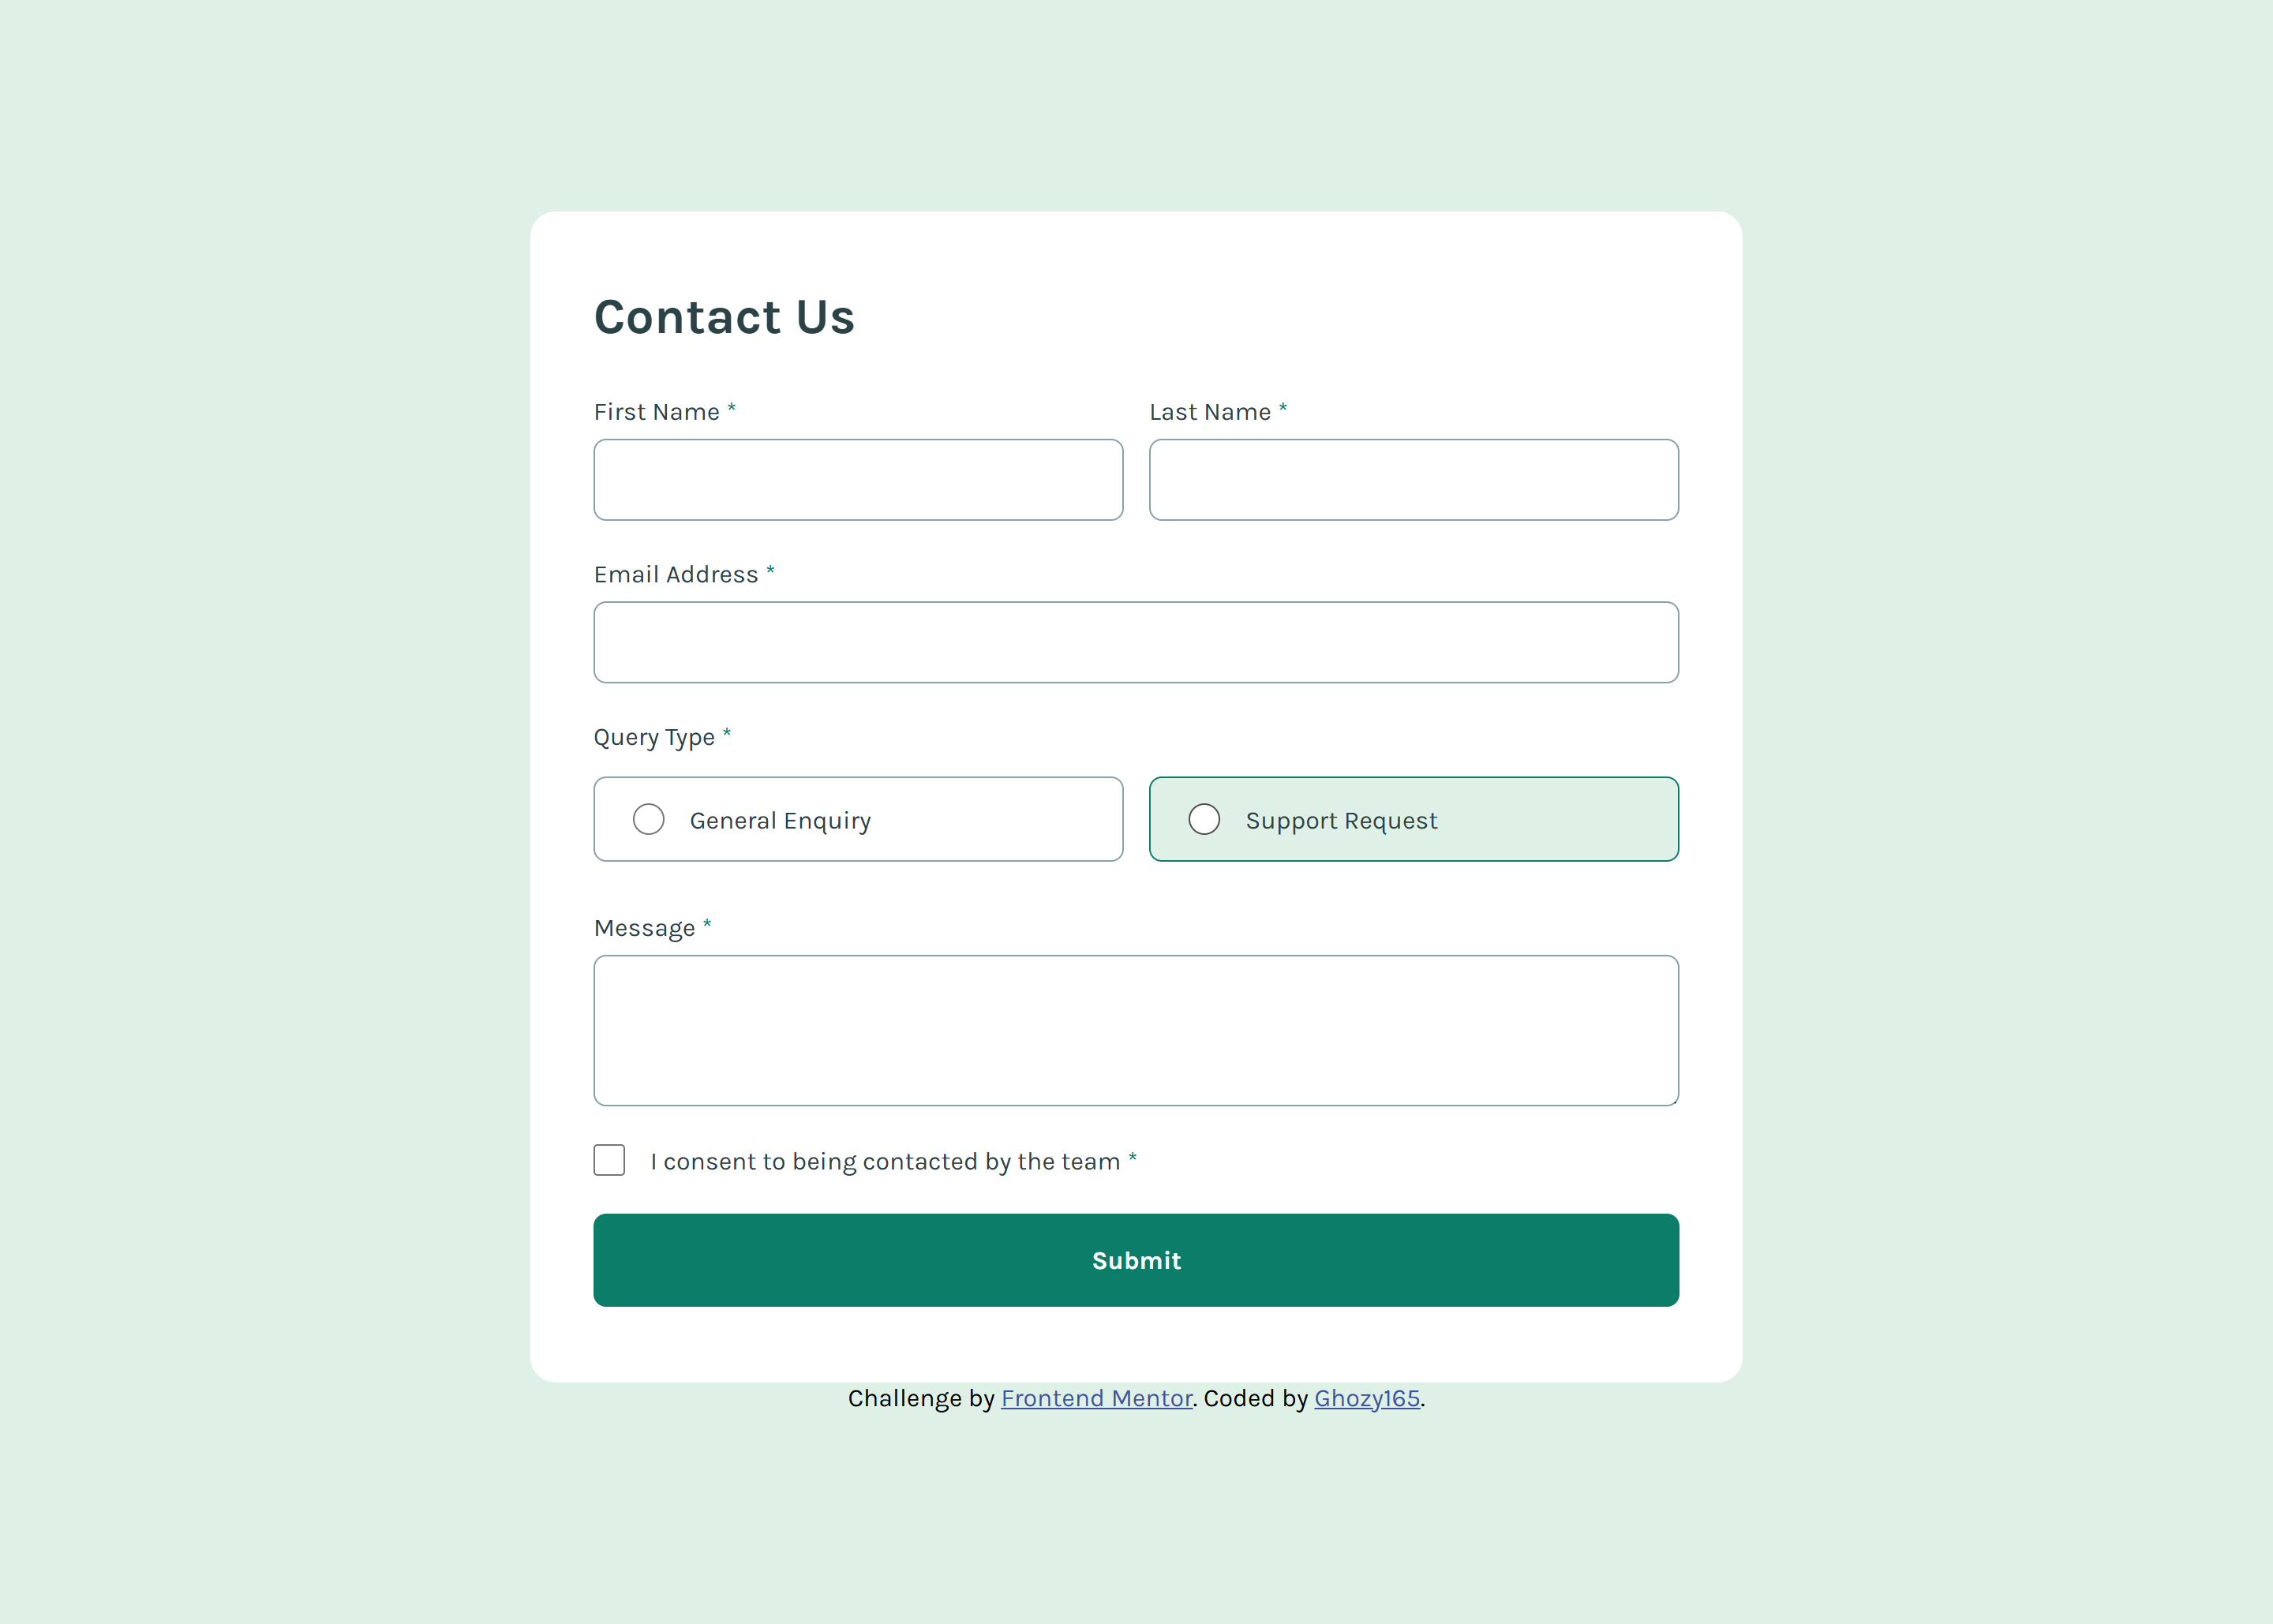 Contact Us
First Name *
Last Name *
Email Address *
Query Type *
General Enquiry
Support Request
Message *
I consent to being contacted by the team *
Submit
Challenge by Frontend Mentor. Coded by Ghozy165.